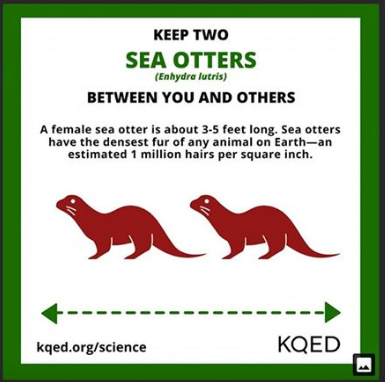 KEEP TWO
SEA OTTERS
(Enhydra lutris)
BETWEEN YOU AND OTHERS
A female sea otter is about 3-5 feet long. Sea otters
have the densest fur of any animal on Earth—an
estimated 1 million hairs per square inch.
kqed.org/science
KQED